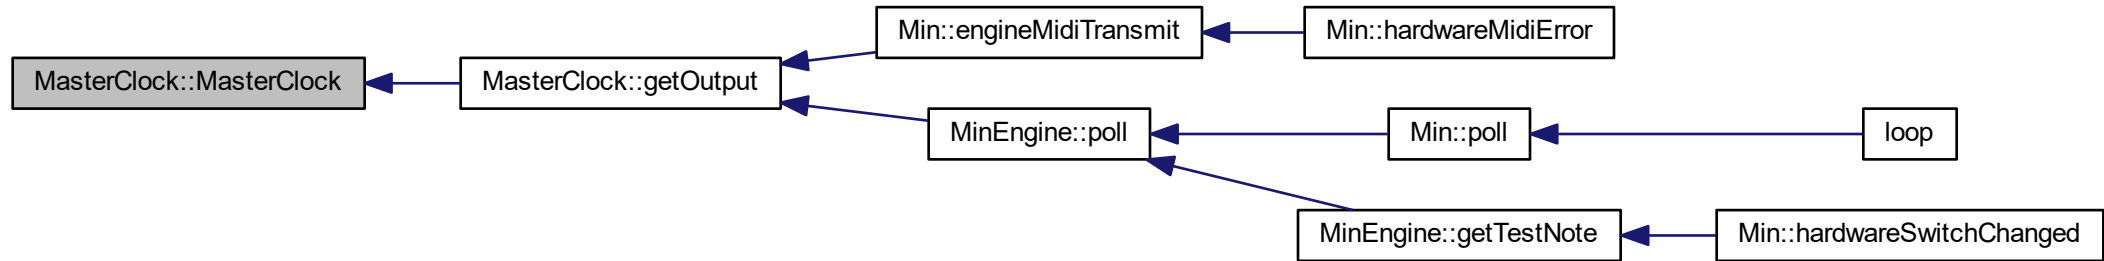 Min::engineMidiTransmit
Min::hardwareMidiError
MasterClock::MasterClock
MasterClock::getOutput
MinEngine::poll
Min::poll
loop
MinEngine::getTestNote
Min::hardwareSwitchChanged